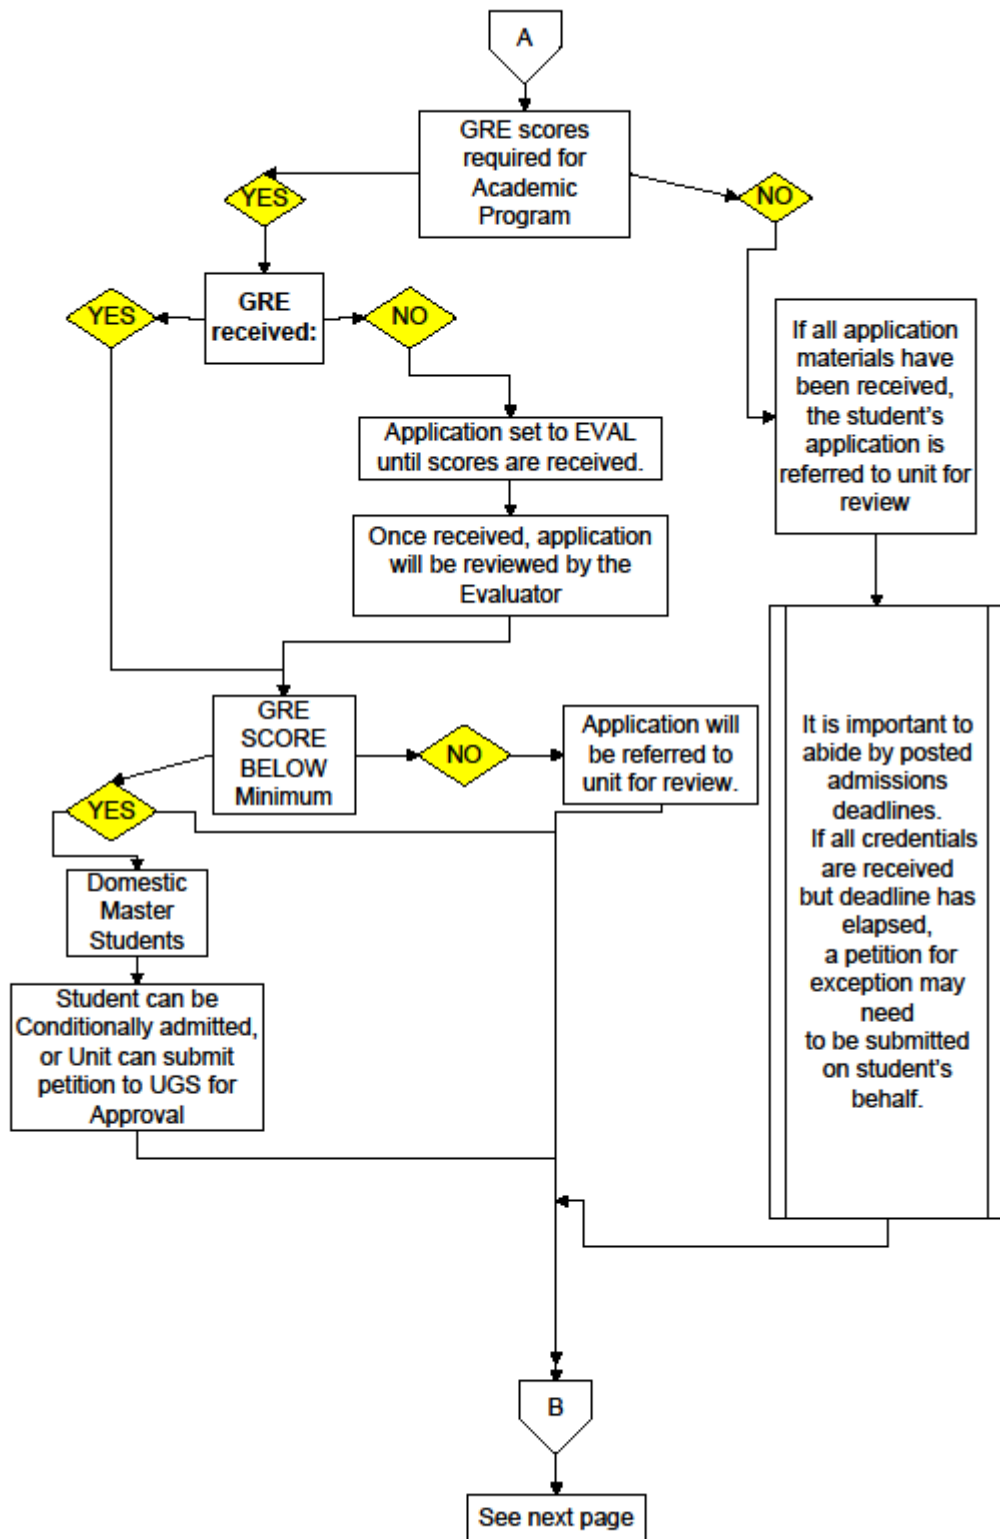 A
GRE scores
required for
Academic
Program
YES
NO
GRE
received:
YES
NO
If all application
materials have
been received,
the student's
application is
referred to unit for
review
Application set to EVAL
until scores are received.
Once received, application
will be reviewed by the
Evaluator
GRE
SCORE
BELOW
Minimum
NO
Application will
be referred to
unit for review.
YES
It is important to
abide by posted
admissions
deadlines.
If all credentials
are received
but deadline has
elapsed,
a petition for
exception may
need
to be submitted
on student's
behalf.
Domestic
Master
Students
Student can be
Conditionally admitted,
or Unit can submit
petition to UGS for
Approval
B
See next page